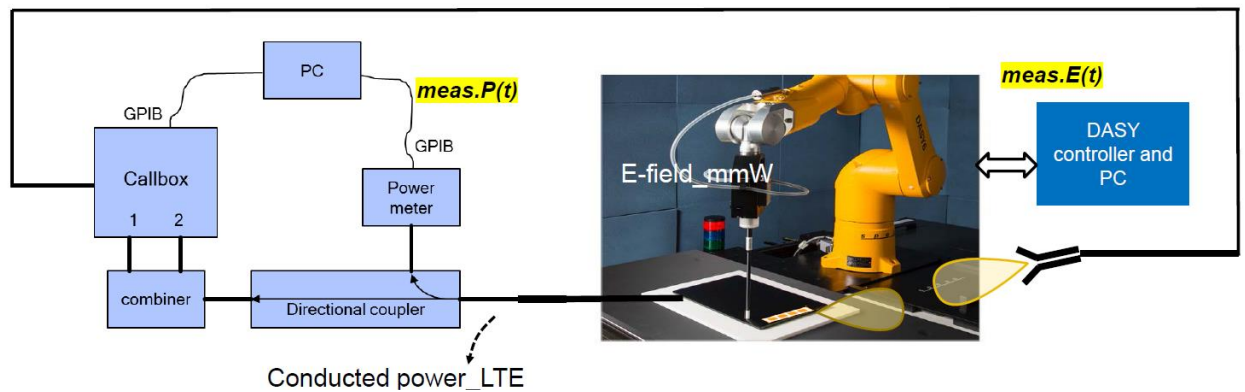 PC
meas.P(t)
meas.E(t)
GPIB
GPIB
Callbox
1 2
Power
meter
E-field_mmW
DASY6
DASY
controller and
PC
combiner
Directional coupler
Conducted power_LTE